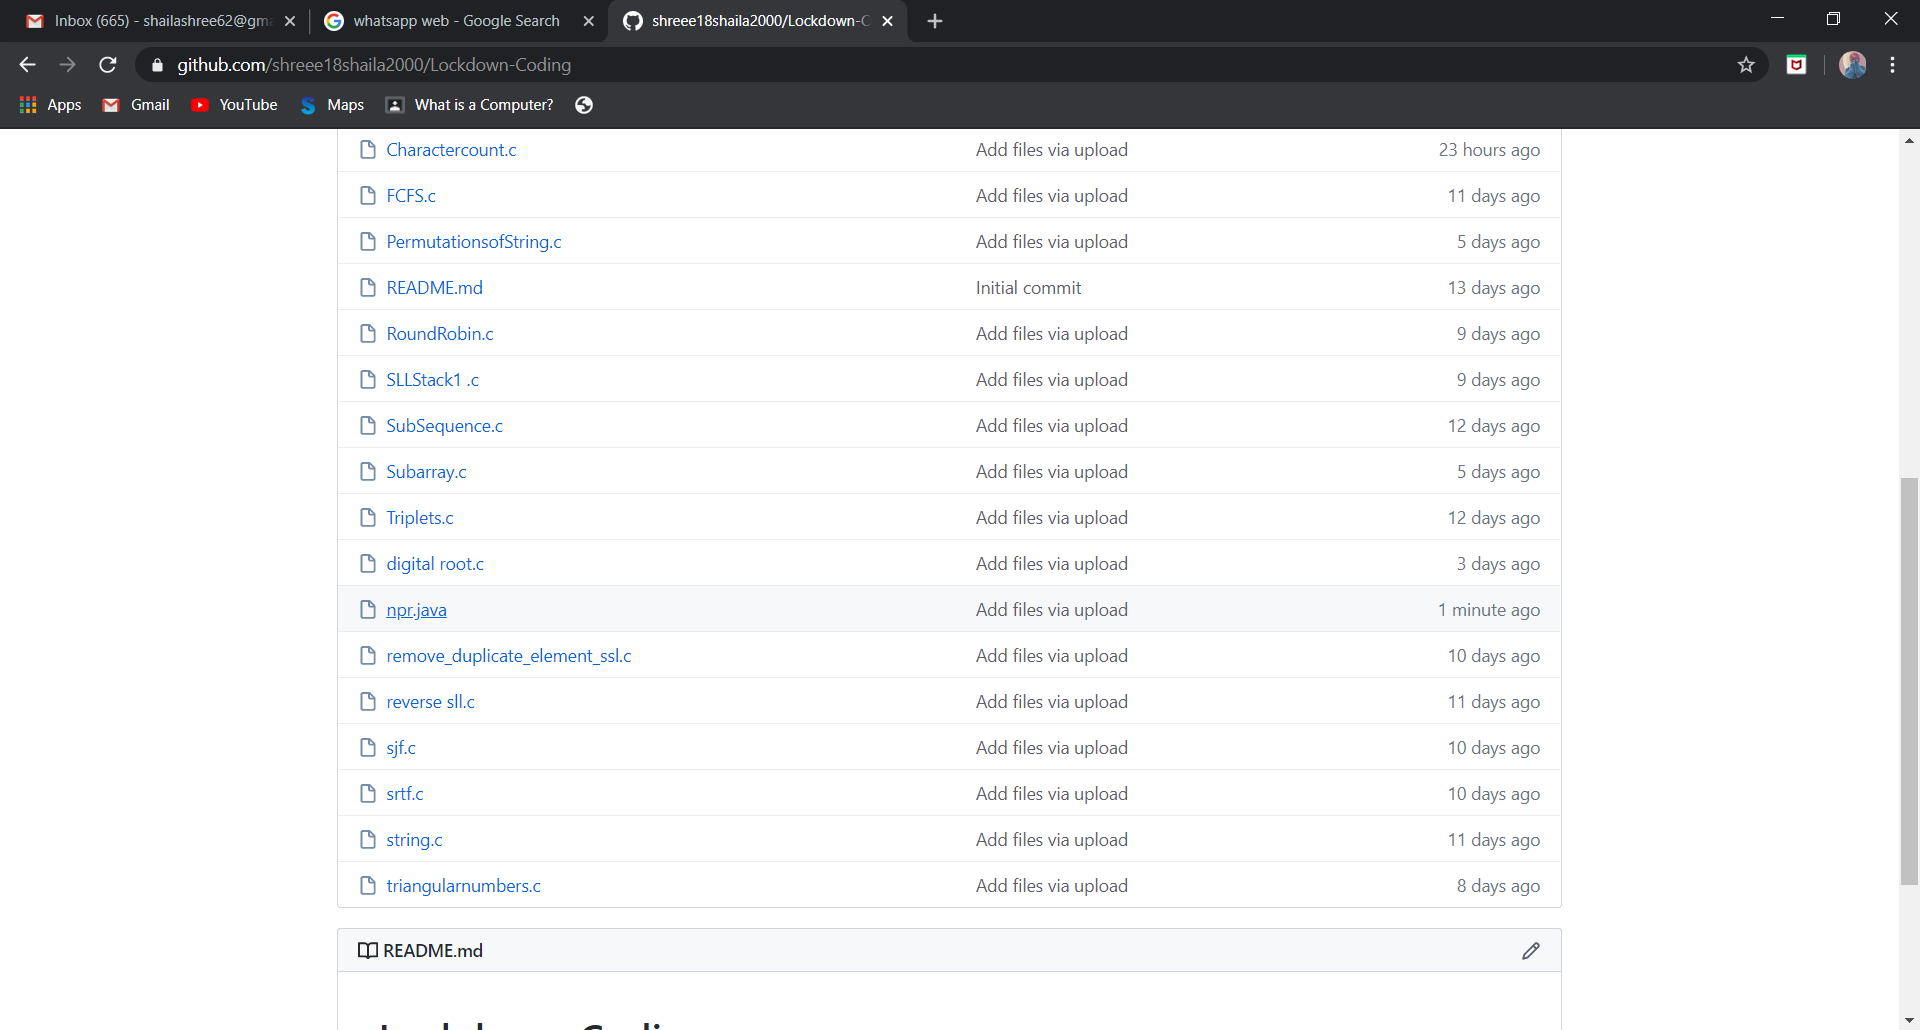 Inbox (665) - shailashree62@gma
whatsapp web - Google Search
shreee18shaila2000/Lockdown-C
github.com/shreee18shaila2000/Lockdown-Coding
Apps
Gmail
YouTube
Maps
What is a Computer?
Charactercount.c Add files via upload 23 hours ago
FCFS.c Add files via upload 11 days ago
PermutationsofString.c Add files via upload 5 days ago
README.md Initial commit 13 days ago
RoundRobin.c Add files via upload 9 days ago
SLLStack1 .c Add files via upload 9 days ago
SubSequence.c Add files via upload 12 days ago
Subarray.c Add files via upload 5 days ago
Triplets.c Add files via upload 12 days ago
digital root.c Add files via upload 3 days ago
npr.java Add files via upload 1 minute ago
remove_duplicate_element_ssl.c Add files via upload 10 days ago
reverse sll.c Add files via upload 11 days ago
sjf.c Add files via upload 10 days ago
srtf.c Add files via upload 10 days ago
string.c Add files via upload 11 days ago
triangularnumbers.c Add files via upload 8 days ago
README.md